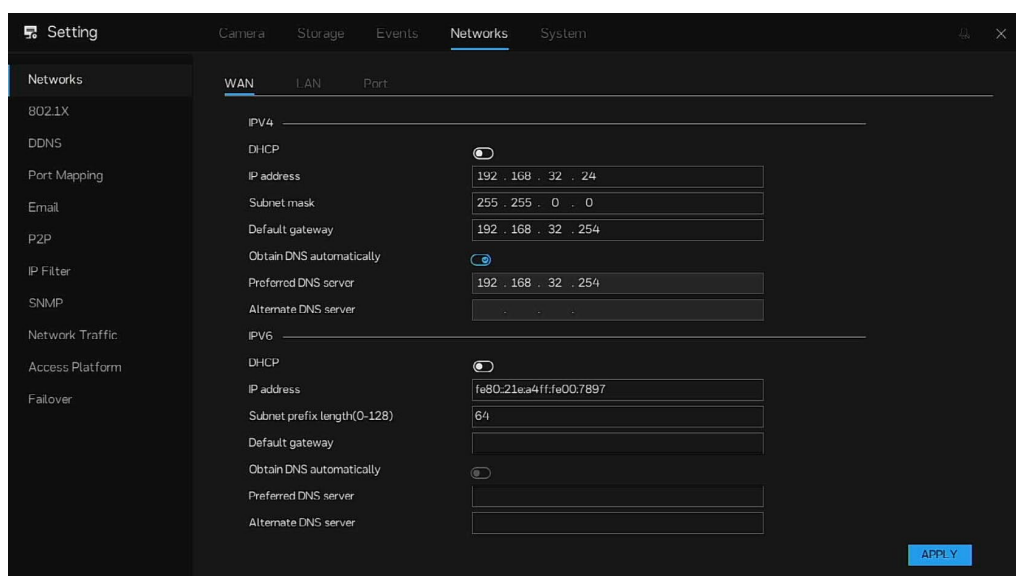 Setting Camera Storage Events Networks System
Networks
802.1X
DDNS
Port Mapping
Email
P2P
IP Filter
SNMP
Network Traffic
Access Platform
Failover
WAN LAN Port
IPV4
DHCP
IP address 192 . 168 . 32 . 24
Subnet mask 255 . 255 . 0 . 0
Default gateway 192 . 168 . 32 . 254
Obtain DNS automatically
Preferred DNS server 192 . 168 . 32 . 254
Alternate DNS server . . .
IPV6
DHCP
IP address fe80::21e:a4ff:fe00:7897
Subnet prefix length(0-128) 64
Default gateway
Obtain DNS automatically
Preferred DNS server
Alternate DNS server
APPLY